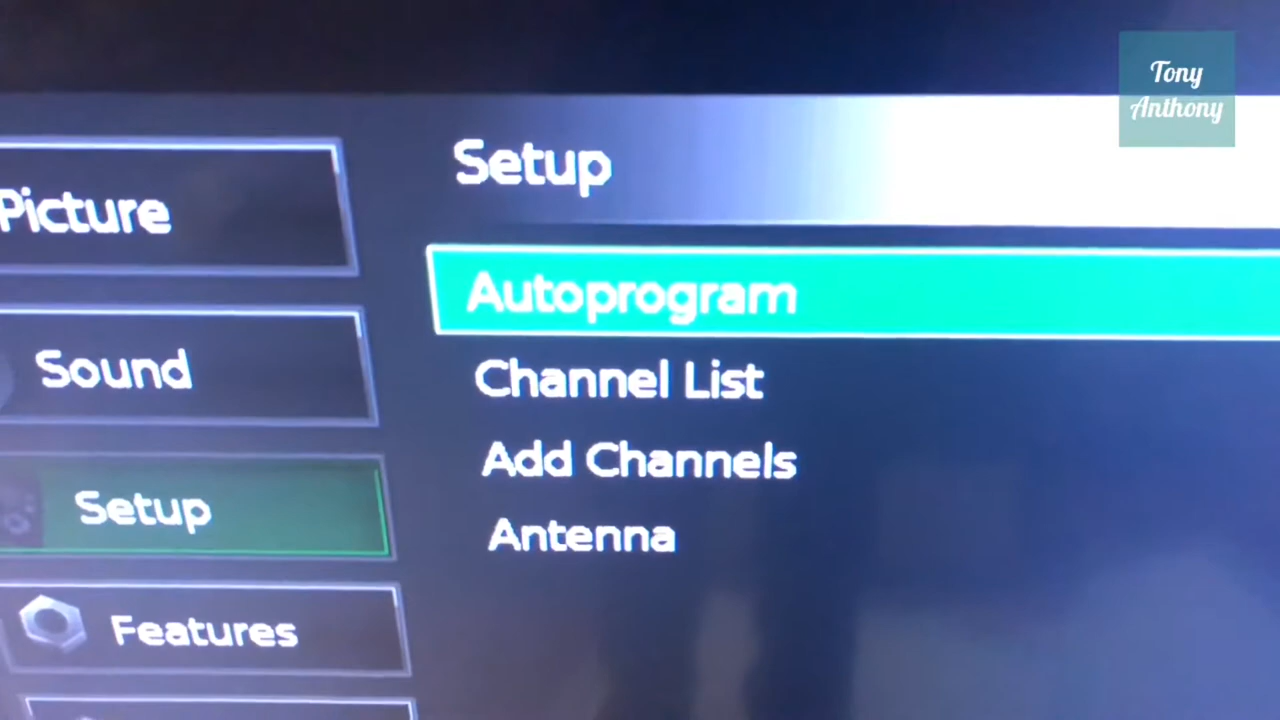 Tony
Anthony
Picture
Sound
Setup
Features
Setup
Autoprogram
Channel List
Add Channels
Antenna